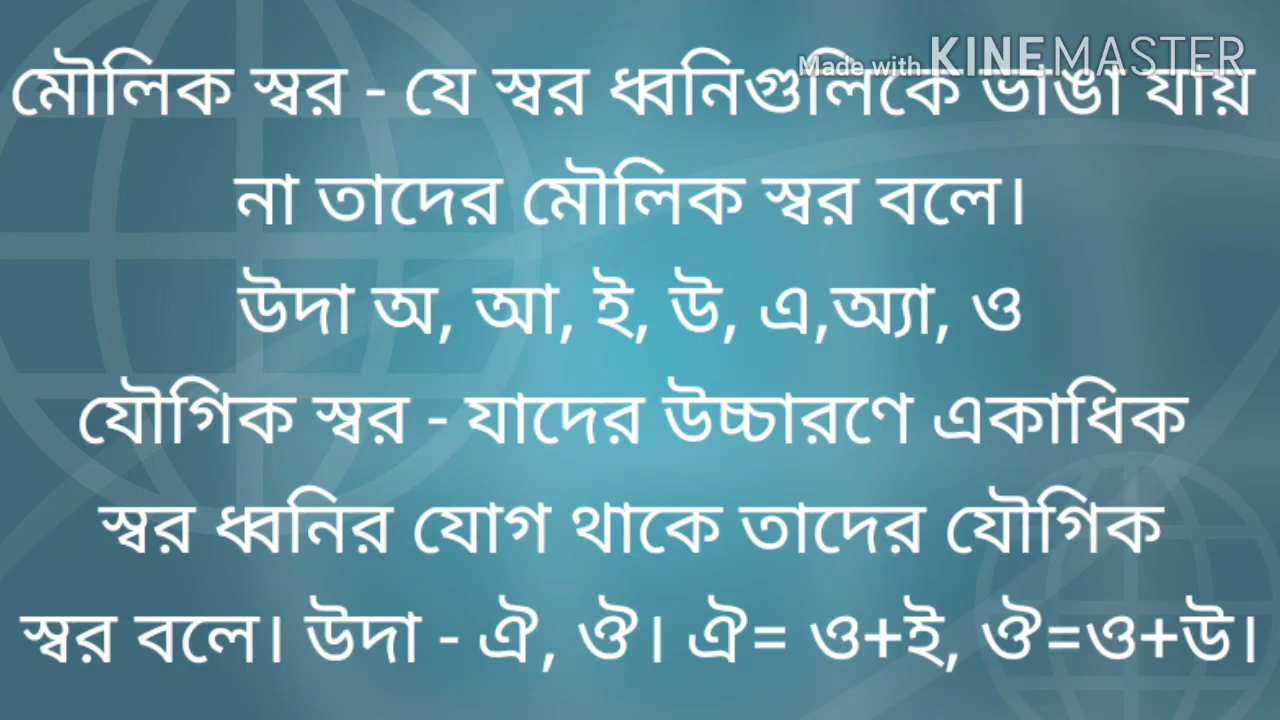 Made with KINEMASTER
মৌলিক স্বর - যে স্বর ধ্বনিগুলিকে ভাঙা যায়
না তাদের মৌলিক স্বর বলে।
উদা অ, আ, ই, উ, এ,অ্যা, ও
যৌগিক স্বর - যাদের উচ্চারণে একাধিক
স্বর ধ্বনির যোগ থাকে তাদের যৌগিক
স্বর বলে। উদা - ঐ, ঔ। ঐ= ও+ই, ঔ=ও+উ।